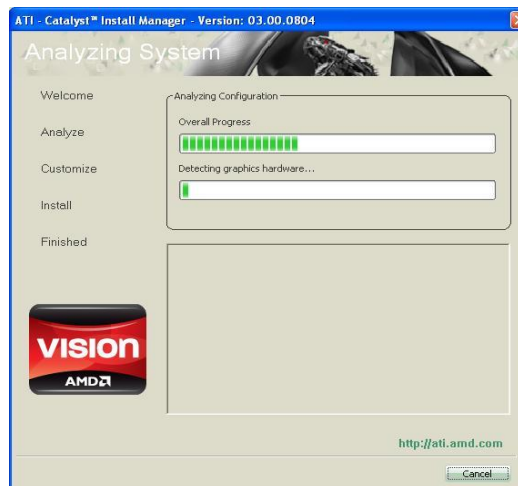 ATI - Catalyst™ Install Manager - Version: 03.00.0804
Analyzing System
Welcome
Analyze
Customize
Install
Finished
Analyzing Configuration
Overall Progress
Detecting graphics hardware...
VISION
AMD
http://ati.amd.com
Cancel